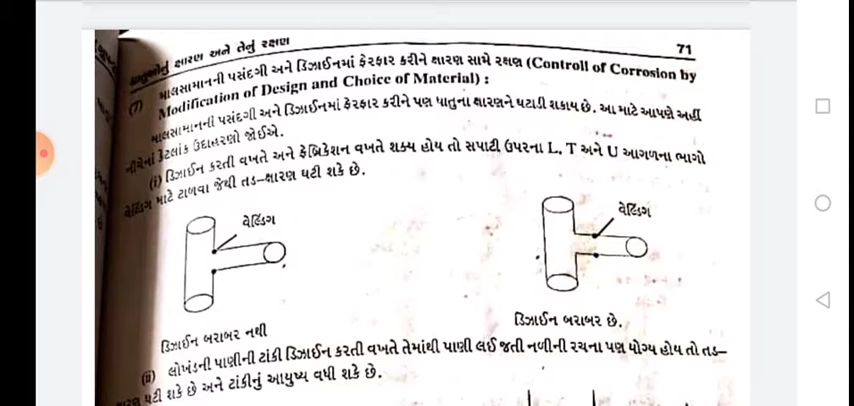 ધાતુઓનું ક્ષારણ અને તેનું રક્ષણ
71
(7) માલસામાનની પસંદગી અને ડિઝાઈનમાં ફેરફાર કરીને ક્ષારણ સામે રક્ષણ (Controll of Corrosion by
Modification of Design and Choice of Material) :
માલસામાનની પસંદગી અને ડિઝાઈનમાં ફેરફાર કરીને પણ ધાતુના ક્ષારણને ઘટાડી શકાય છે. આ માટે આપણે અહીં
નીચેનાં કેટલાંક ઉદાહરણો જોઈએ.
(i) ડિઝાઈન કરતી વખતે અને ફેબ્રિકેશન વખતે શક્ય હોય તો સપાટી ઉપરના L, T અને U આગળના ભાગો
વેલ્ડિંગ માટે ટાળવા જેથી તડ–ક્ષારણ ઘટી શકે છે.
વેલ્ડિંગ
વેલ્ડિંગ
ડિઝાઈન બરાબર નથી
ડિઝાઈન બરાબર છે.
(ii) લોખંડની પાણીની ટાંકી ડિઝાઈન કરતી વખતે તેમાંથી પાણી લઈ જતી નળીની રચના પણ યોગ્ય હોય તો તડ–
ઘટી શકે છે અને ટાંકીનું આયુષ્ય વધી શકે છે.